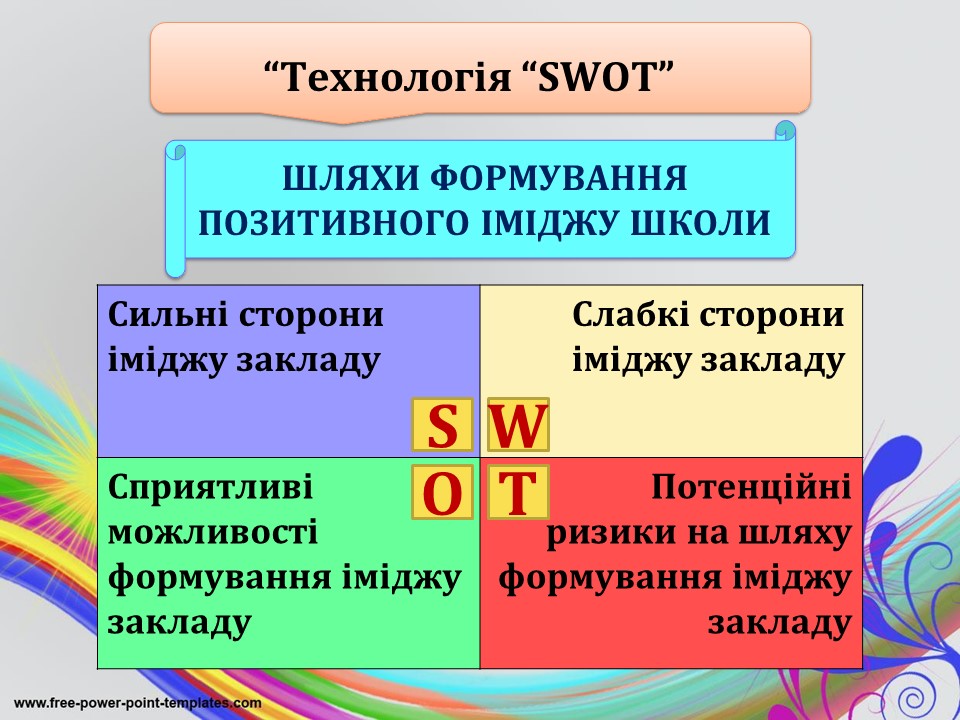 “Технологія “SWOT”
ШЛЯХИ ФОРМУВАННЯ
ПОЗИТИВНОГО ІМІДЖУ ШКОЛИ
Сильні сторони
іміджу закладу
S
Слабкі сторони
іміджу закладу
W
Сприятливі
можливості
формування іміджу
закладу
O
T
Потенційні
ризики на шляху
формування іміджу
закладу
www.free-power-point-templates.com